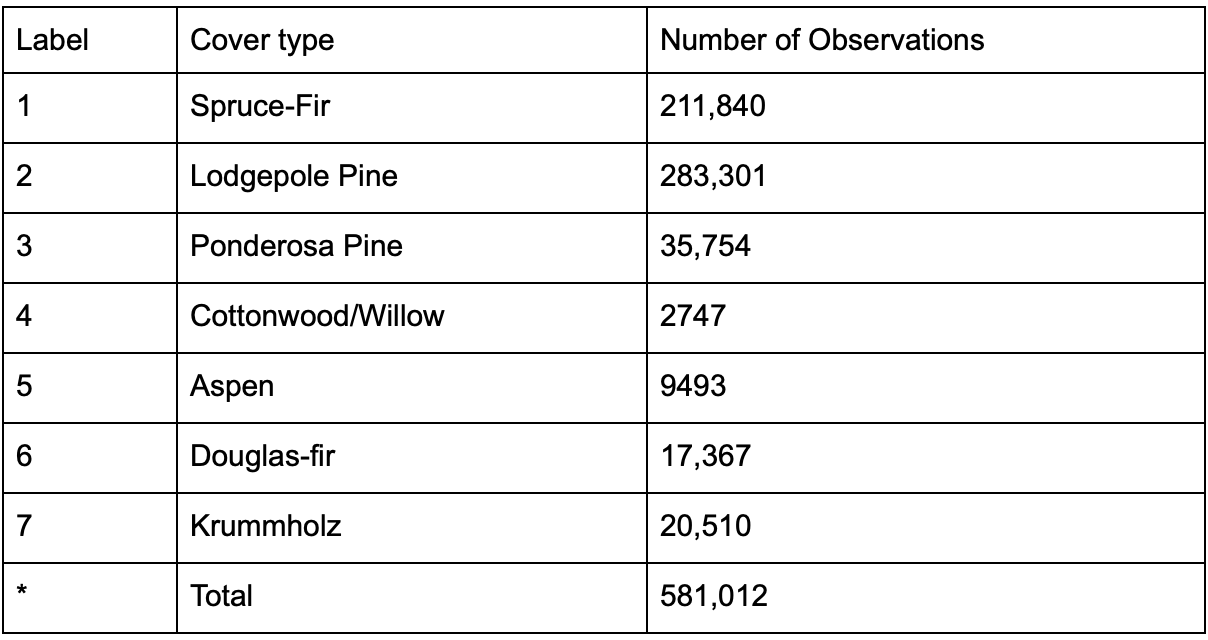 Label Cover type Number of Observations
1 Spruce-Fir 211,840
2 Lodgepole Pine 283,301
3 Ponderosa Pine 35,754
4 Cottonwood/Willow 2747
5 Aspen 9493
6 Douglas-fir 17,367
7 Krummholz 20,510
* Total 581,012